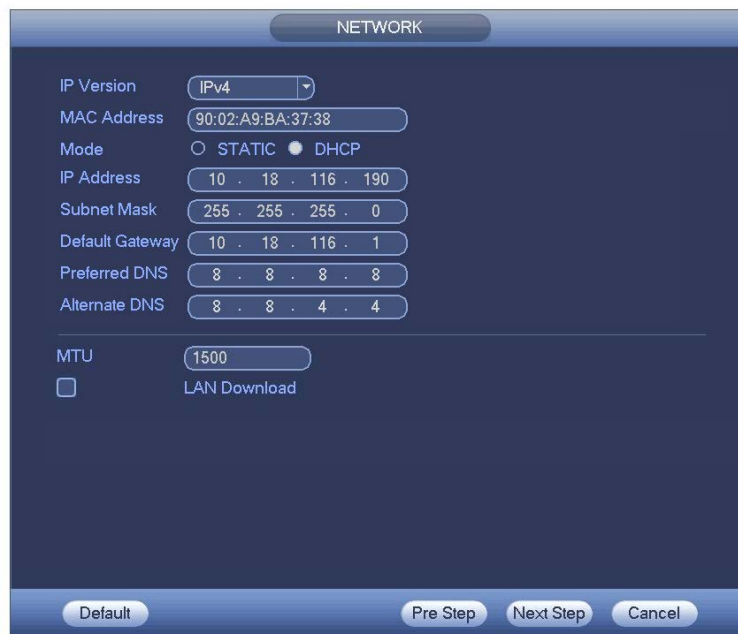 NETWORK
IP Version IPv4
MAC Address 90:02:A9:BA:37:38
Mode STATIC DHCP
IP Address 10 . 18 . 116 . 190
Subnet Mask 255 . 255 . 255 . 0
Default Gateway 10 . 18 . 116 . 1
Preferred DNS 8 . 8 . 8 . 8
Alternate DNS 8 . 8 . 4 . 4
MTU 1500
LAN Download
Default Pre Step Next Step Cancel